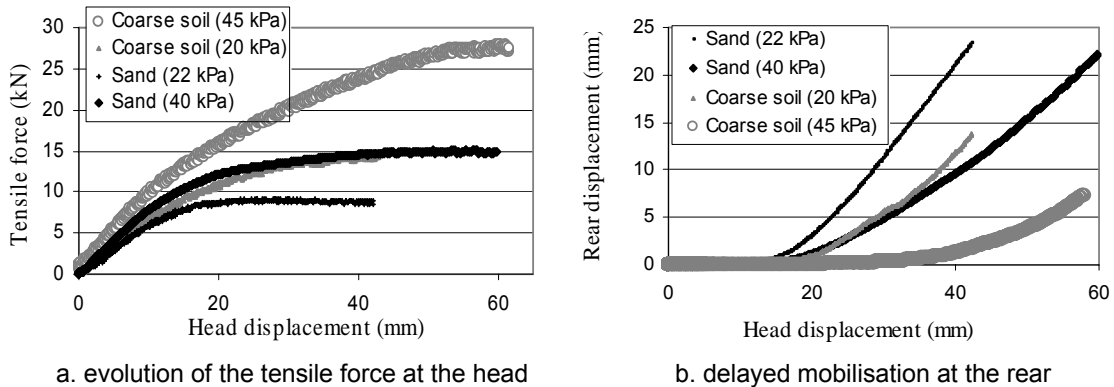 30
25
20
15
10
5
0
Tensile force (kN)
Coarse soil (45 kPa)
Coarse soil (20 kPa)
Sand (22 kPa)
Sand (40 kPa)
0 20 40 60
Head displacement (mm)
a. evolution of the tensile force at the head
25
20
15
10
5
0
Rear displacement (mm)
Sand (22 kPa)
Sand (40 kPa)
Coarse soil (20 kPa)
Coarse soil (45 kPa)
0 20 40 60
Head displacement (mm)
b. delayed mobilisation at the rear